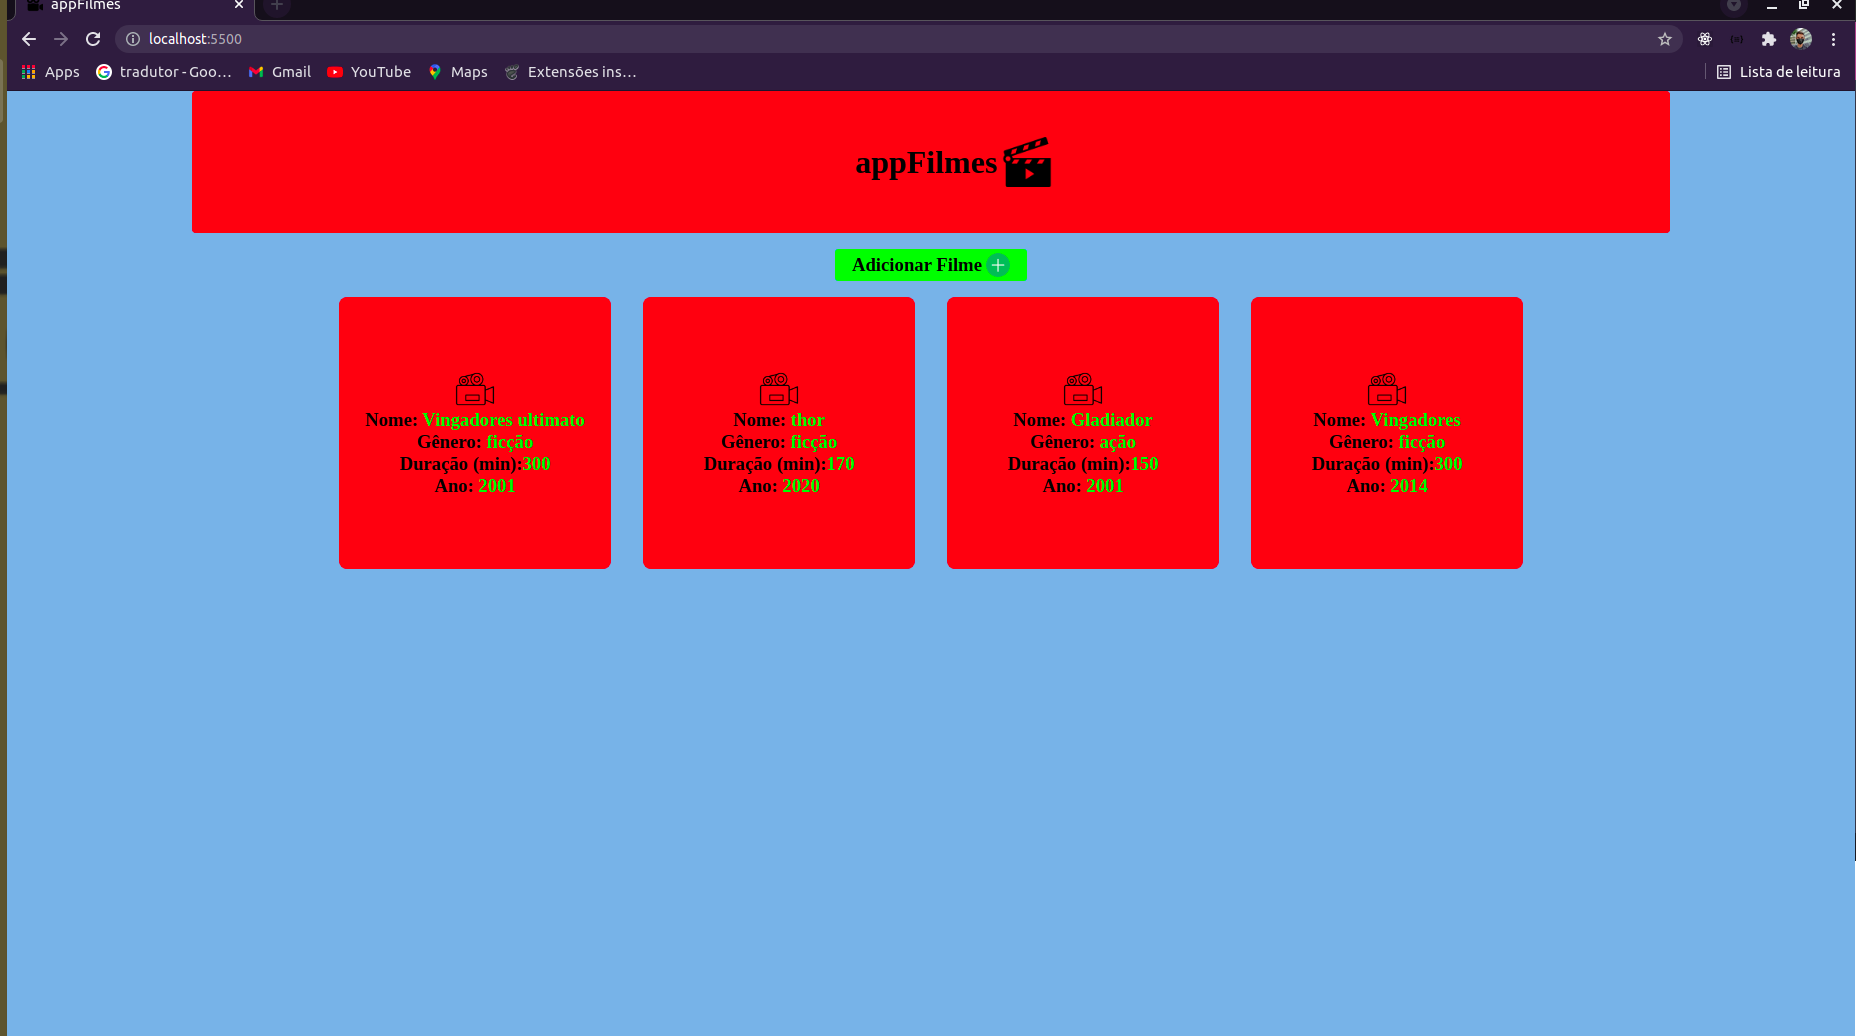 appFilmes
localhost:5500
Apps tradutor - Goo... Gmail YouTube Maps Extensões ins... Lista de leitura
appFilmes
Adicionar Filme
Nome: Vingadores ultimato
Gênero: ficção
Duração (min):300
Ano: 2001
Nome: thor
Gênero: ficção
Duração (min):170
Ano: 2020
Nome: Gladiador
Gênero: ação
Duração (min):150
Ano: 2001
Nome: Vingadores
Gênero: ficção
Duração (min):300
Ano: 2014